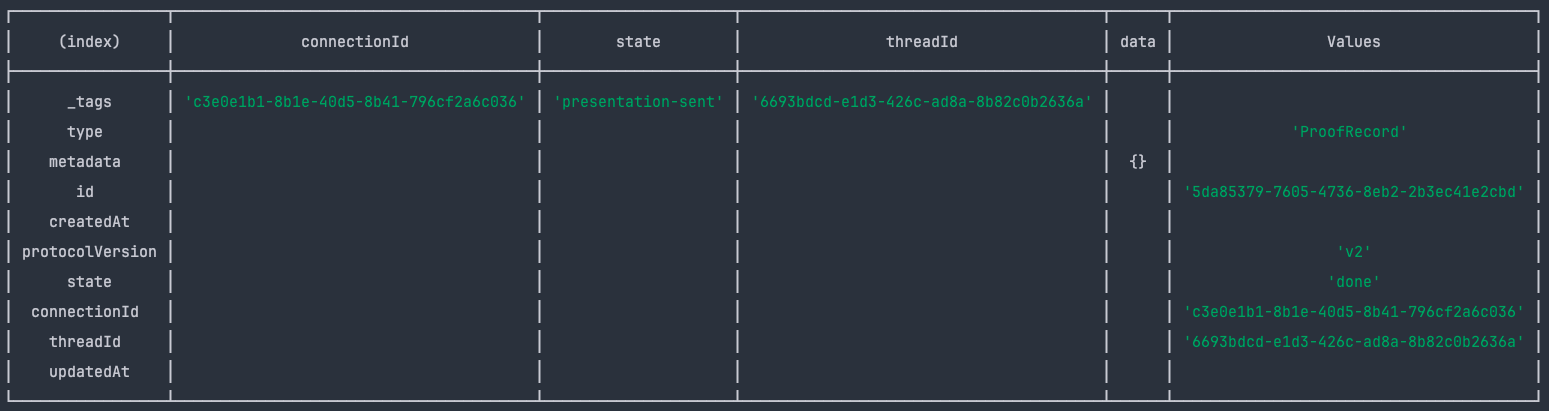 (index) connectionId state threadId data Values
_tags 'c3e0e1b1-8b1e-40d5-8b41-796cf2a6c036' 'presentation-sent' '6693bdcd-e1d3-426c-ad8a-8b82c0b2636a'
type 'ProofRecord'
metadata {}
id '5da85379-7605-4736-8eb2-2b3ec41e2cbd'
createdAt
protocolVersion 'v2'
state 'done'
connectionId 'c3e0e1b1-8b1e-40d5-8b41-796cf2a6c036'
threadId '6693bdcd-e1d3-426c-ad8a-8b82c0b2636a'
updatedAt